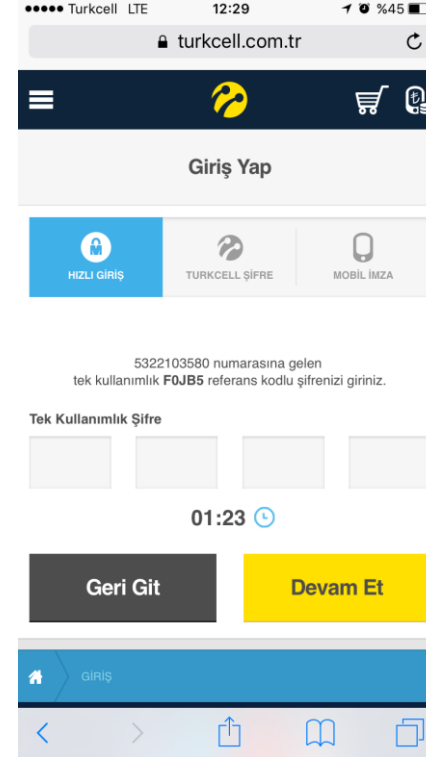 Turkcell LTE 12:29 %45
turkcell.com.tr
Giriş Yap
HIZLI GİRİŞ TURKCELL ŞİFRE MOBİL İMZA
5322103580 numarasına gelen
tek kullanımlık F0JB5 referans kodlu şifrenizi giriniz.
Tek Kullanımlık Şifre
01:23
Geri Git Devam Et
GİRİŞ